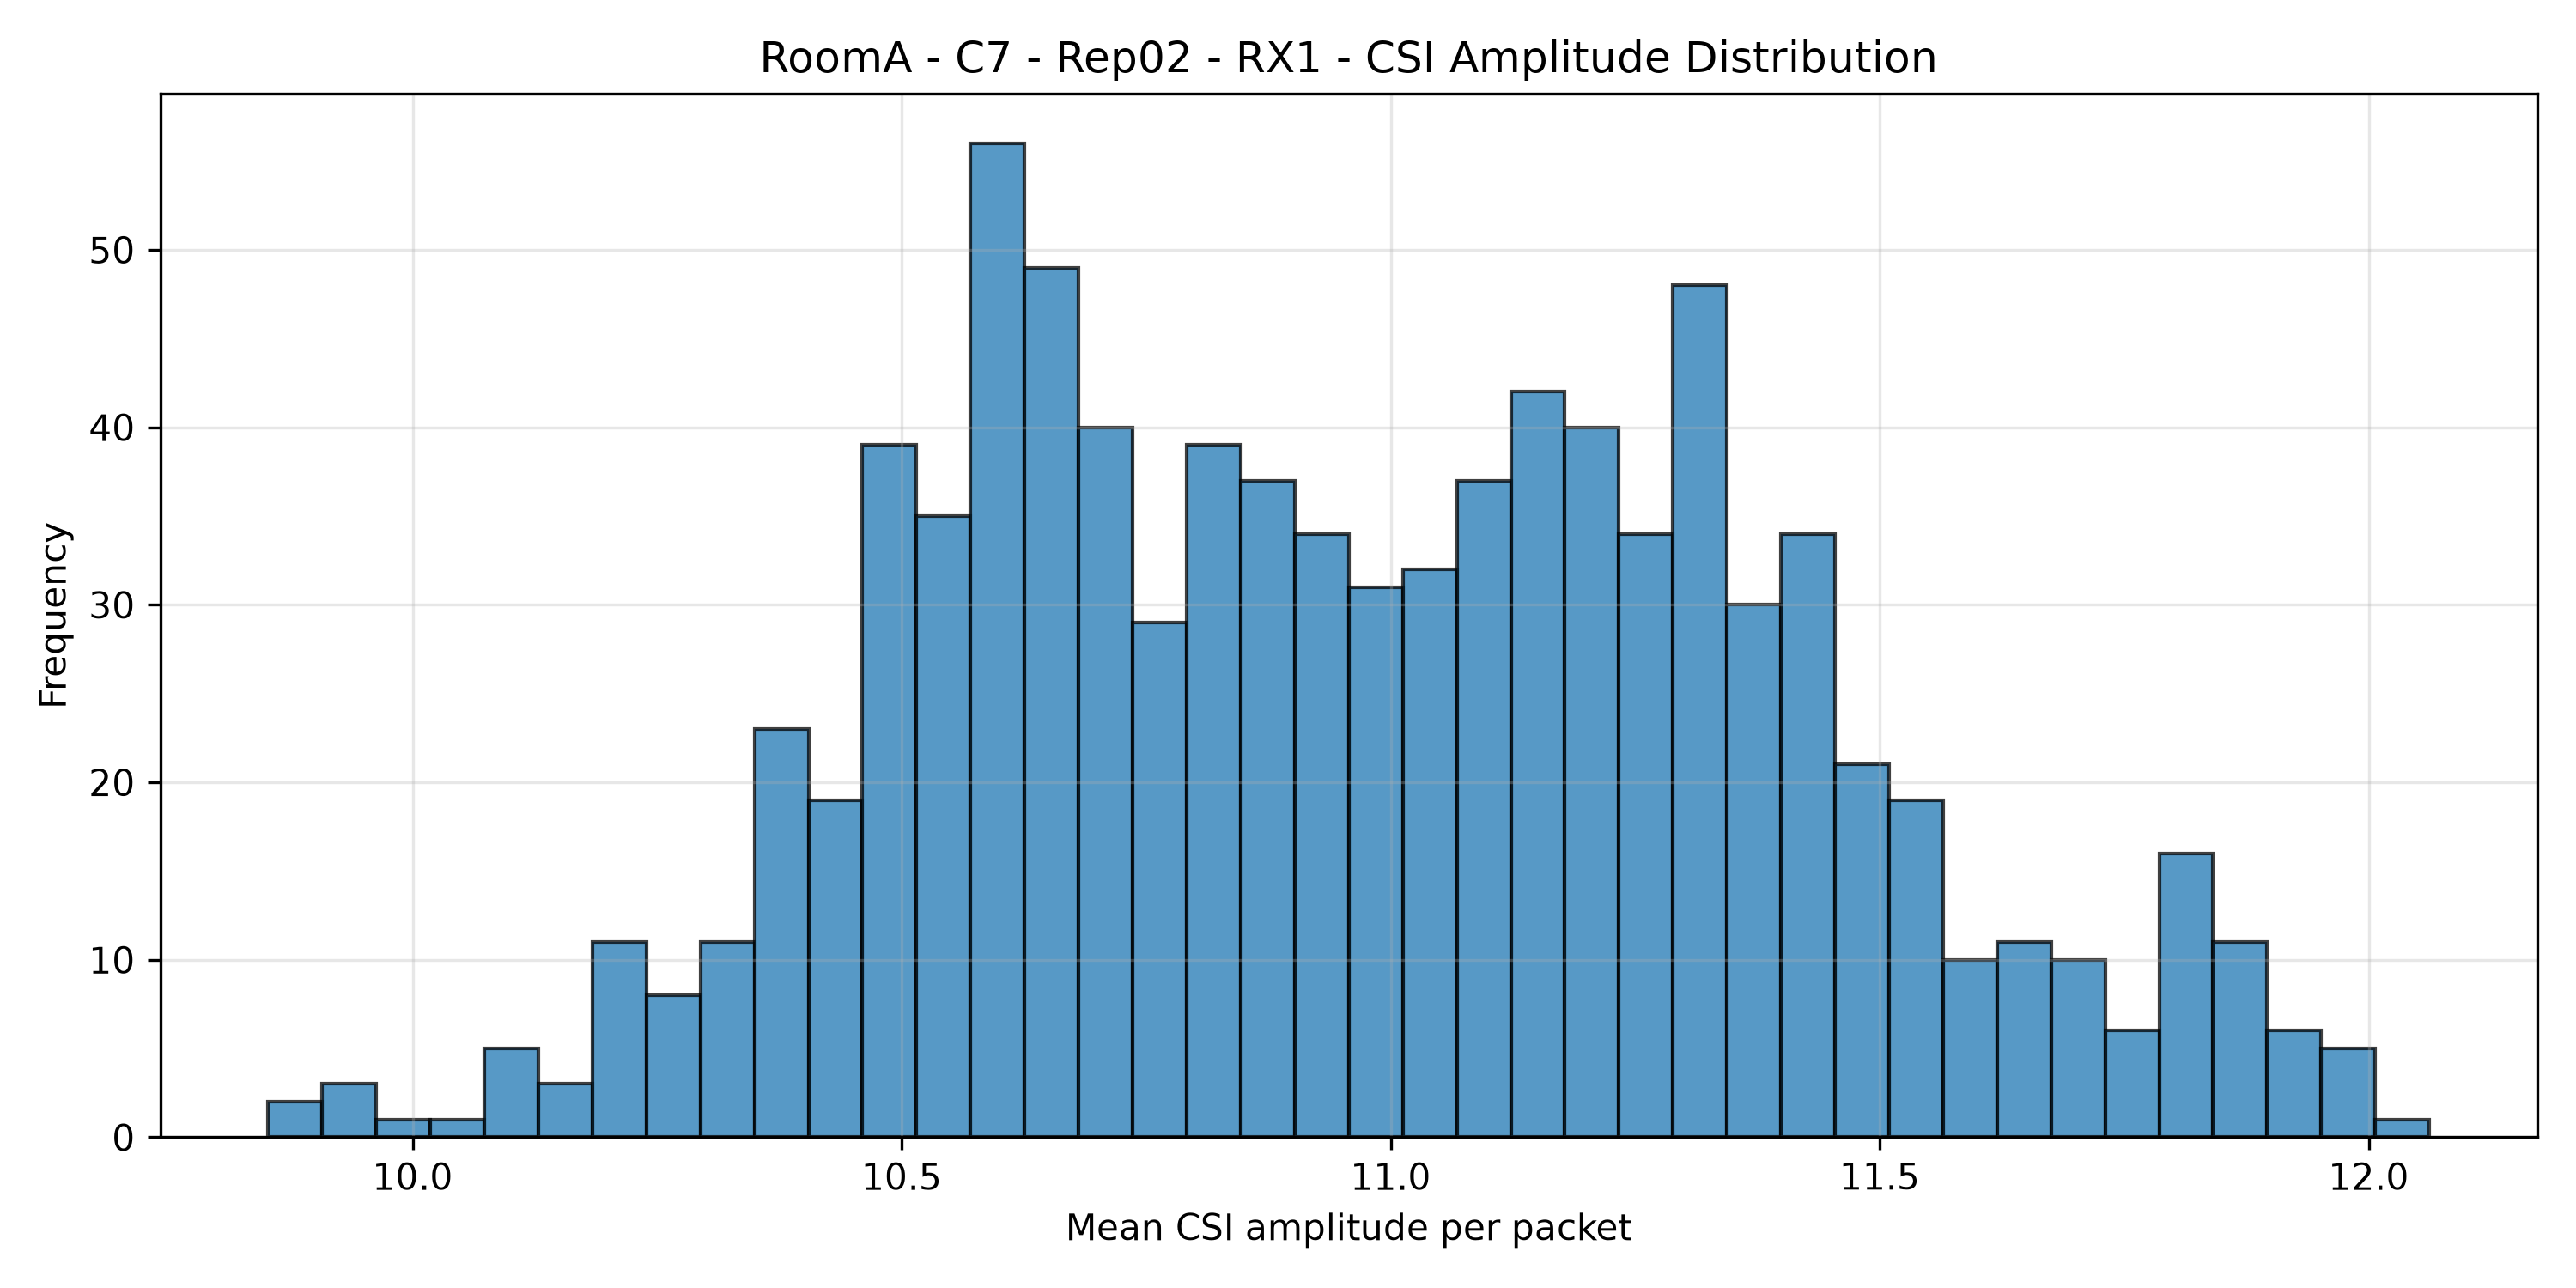 RoomA - C7 - Rep02 - RX1 - CSI Amplitude Distribution
Frequency
50
40
30
20
10
0
10.0 10.5 11.0 11.5 12.0
Mean CSI amplitude per packet